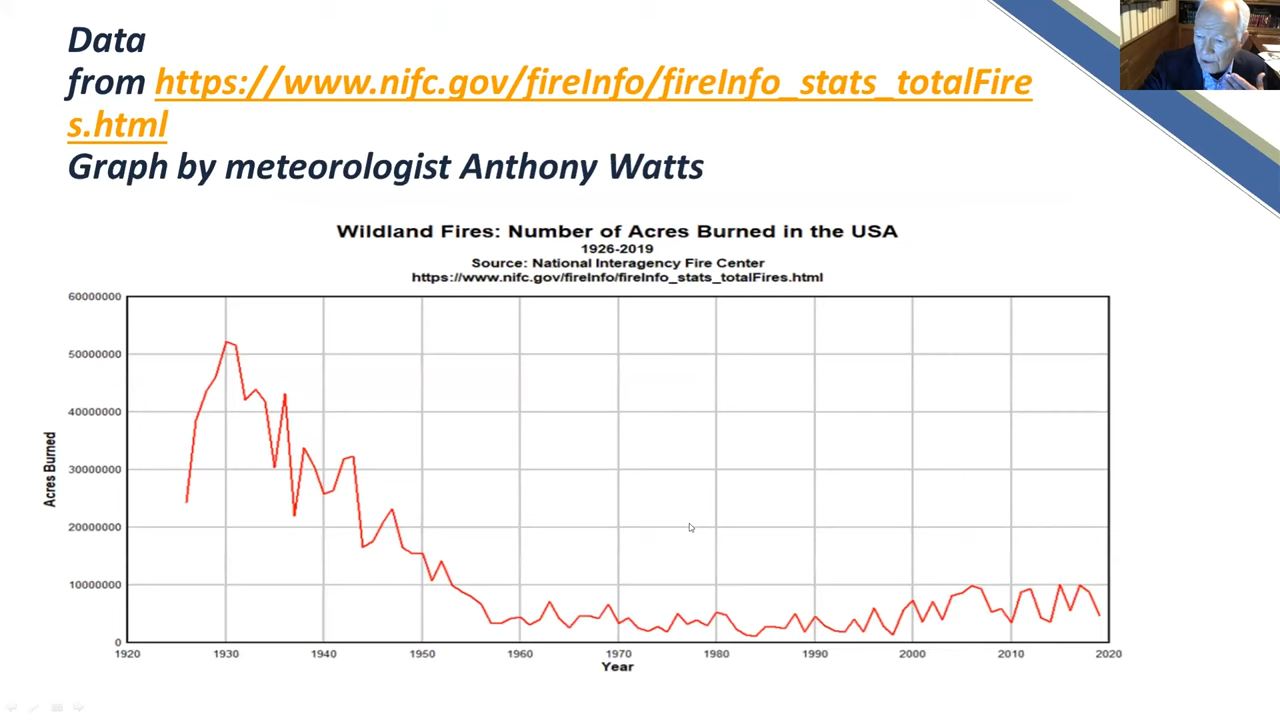 Data
from https://www.nifc.gov/fireInfo/fireInfo_stats_totalFire
s.html
Graph by meteorologist Anthony Watts
Wildland Fires: Number of Acres Burned in the USA
1926-2019
Source: National Interagency Fire Center
https://www.nifc.gov/fireInfo/fireInfo_stats_totalFires.html
60000000
50000000
40000000
30000000
20000000
10000000
0
Acres Burned
1920 1930 1940 1950 1960 1970 1980 1990 2000 2010 2020
Year